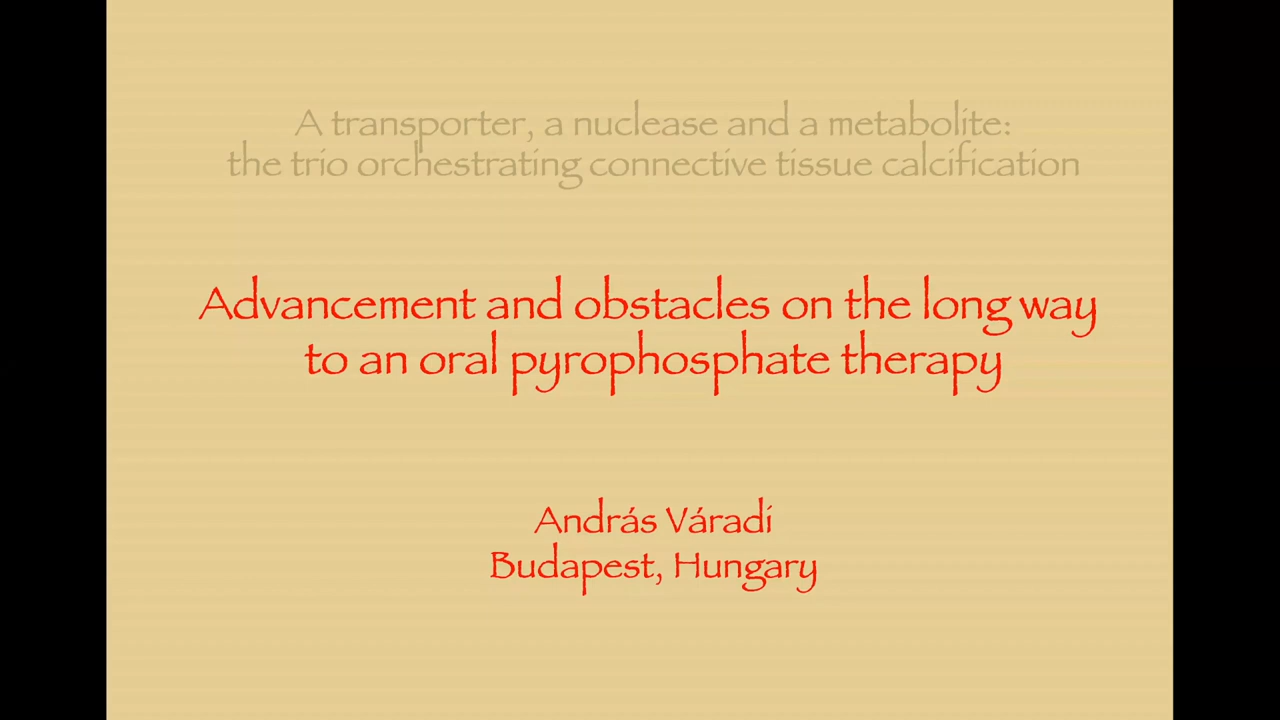 A transporter, a nuclease and a metabolite:
the trio orchestrating connective tissue calcification
Advancement and obstacles on the long way
to an oral pyrophosphate therapy
András Váradi
Budapest, Hungary